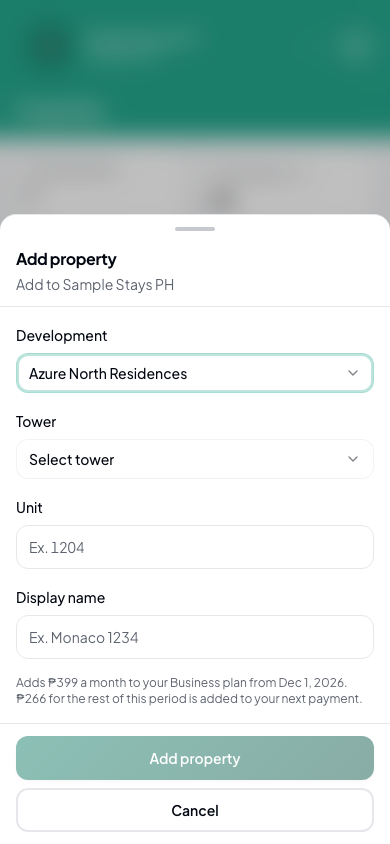 Add property
Add to Sample Stays PH
Development
Azure North Residences
Tower
Select tower
Unit
Ex. 1204
Display name
Ex. Monaco 1234
Adds ₱399 a month to your Business plan from Dec 1, 2026.
₱266 for the rest of this period is added to your next payment.
Add property
Cancel